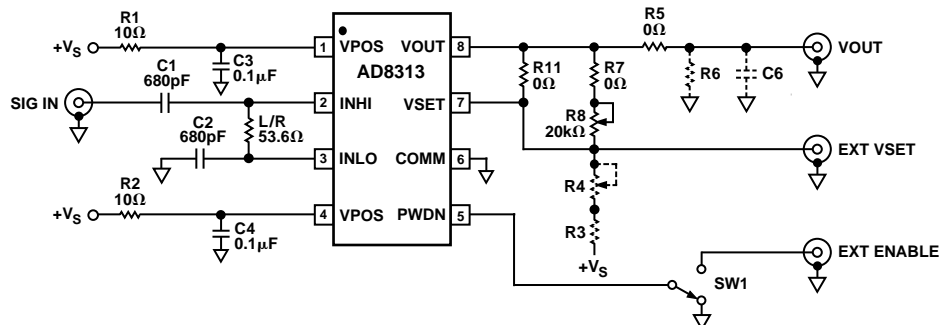 R1
10Ω
+VS
C3
0.1µF
1 VPOS
VOUT 8
AD8313
R5
0Ω
VOUT
R11
0Ω
R7
0Ω
R6
C6
C1
680pF
SIG IN
2 INHI
VSET 7
R8
20kΩ
L/R
53.6Ω
C2
680pF
3 INLO
COMM 6
EXT VSET
R4
R2
10Ω
+VS
C4
0.1µF
4 VPOS
PWDN 5
R3
+VS
EXT ENABLE
SW1